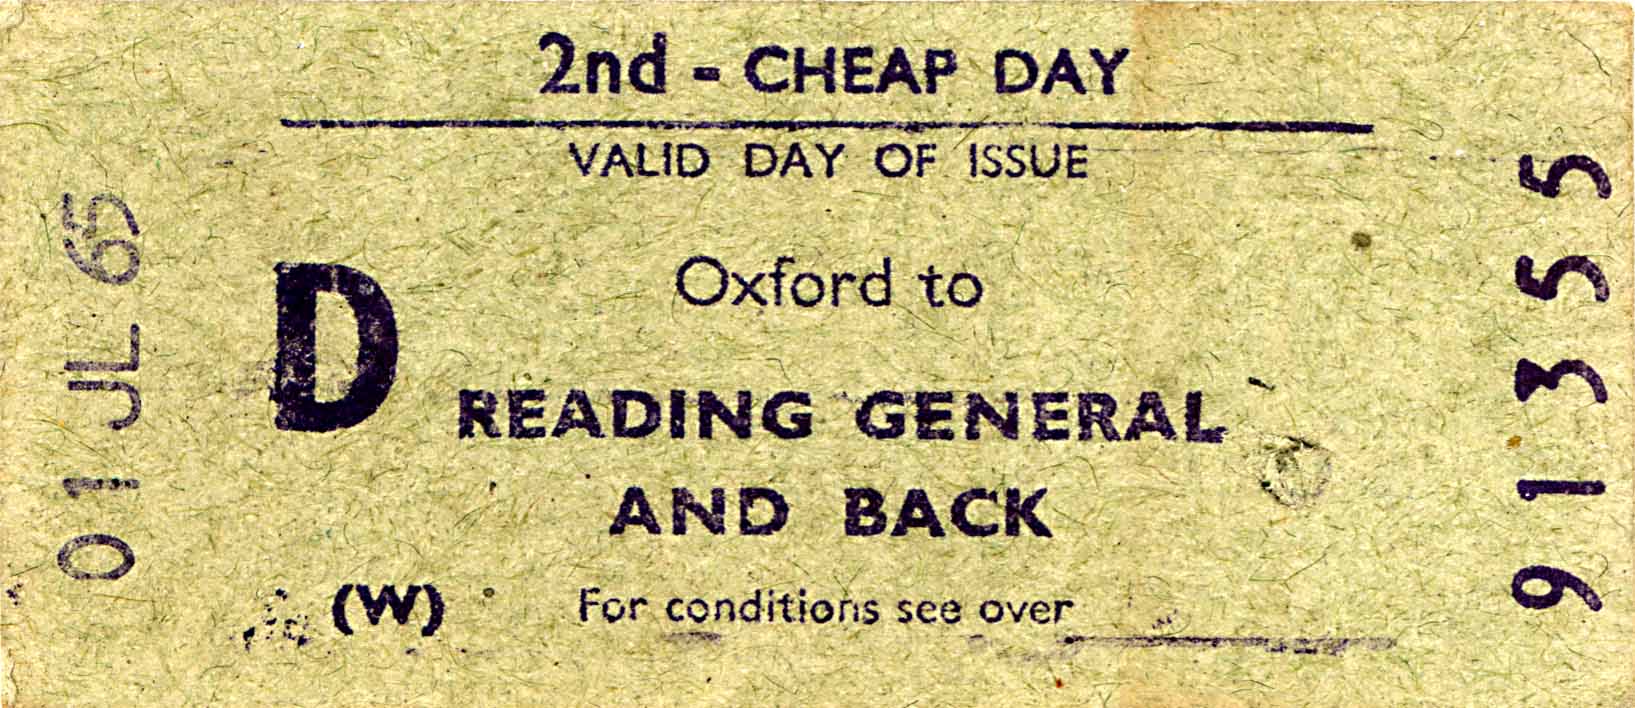 2nd - CHEAP DAY
VALID DAY OF ISSUE
Oxford to
D
READING GENERAL
AND BACK
(W) For conditions see over
01 JL 65
91355